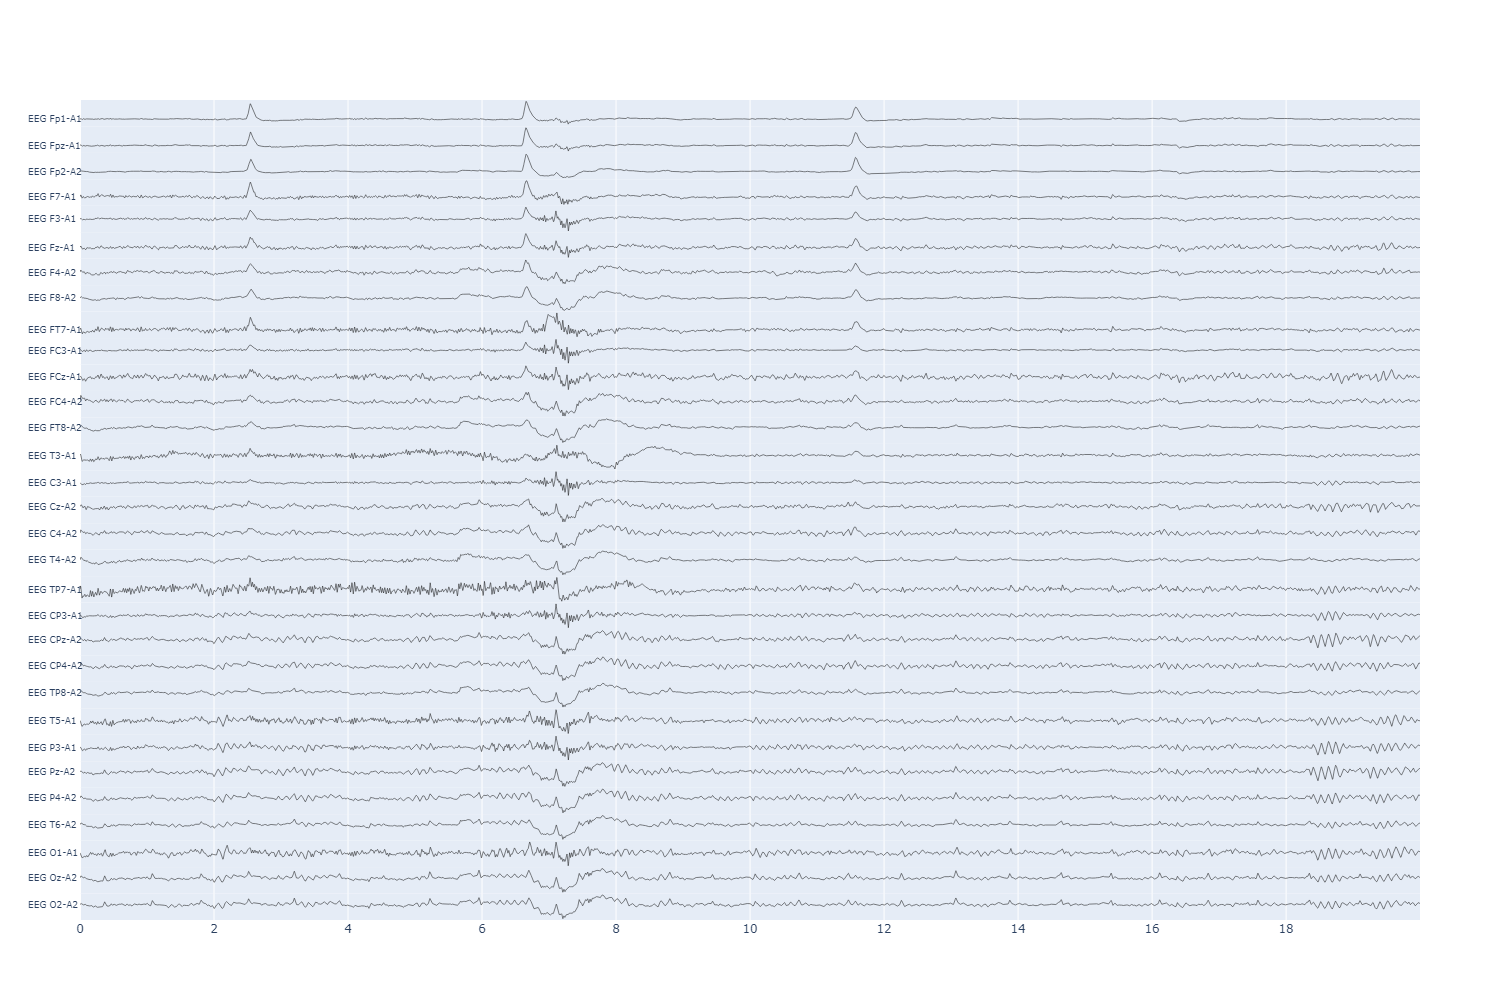 EEG Fp1-A1
EEG Fpz-A1
EEG Fp2-A2
EEG F7-A1
EEG F3-A1
EEG Fz-A1
EEG F4-A2
EEG F8-A2
EEG FT7-A1
EEG FC3-A1
EEG FCz-A1
EEG FC4-A2
EEG FT8-A2
EEG T3-A1
EEG C3-A1
EEG Cz-A2
EEG C4-A2
EEG T4-A2
EEG TP7-A1
EEG CP3-A1
EEG CPz-A2
EEG CP4-A2
EEG TP8-A2
EEG T5-A1
EEG P3-A1
EEG Pz-A2
EEG P4-A2
EEG T6-A2
EEG O1-A1
EEG Oz-A2
EEG O2-A2
0 2 4 6 8 10 12 14 16 18